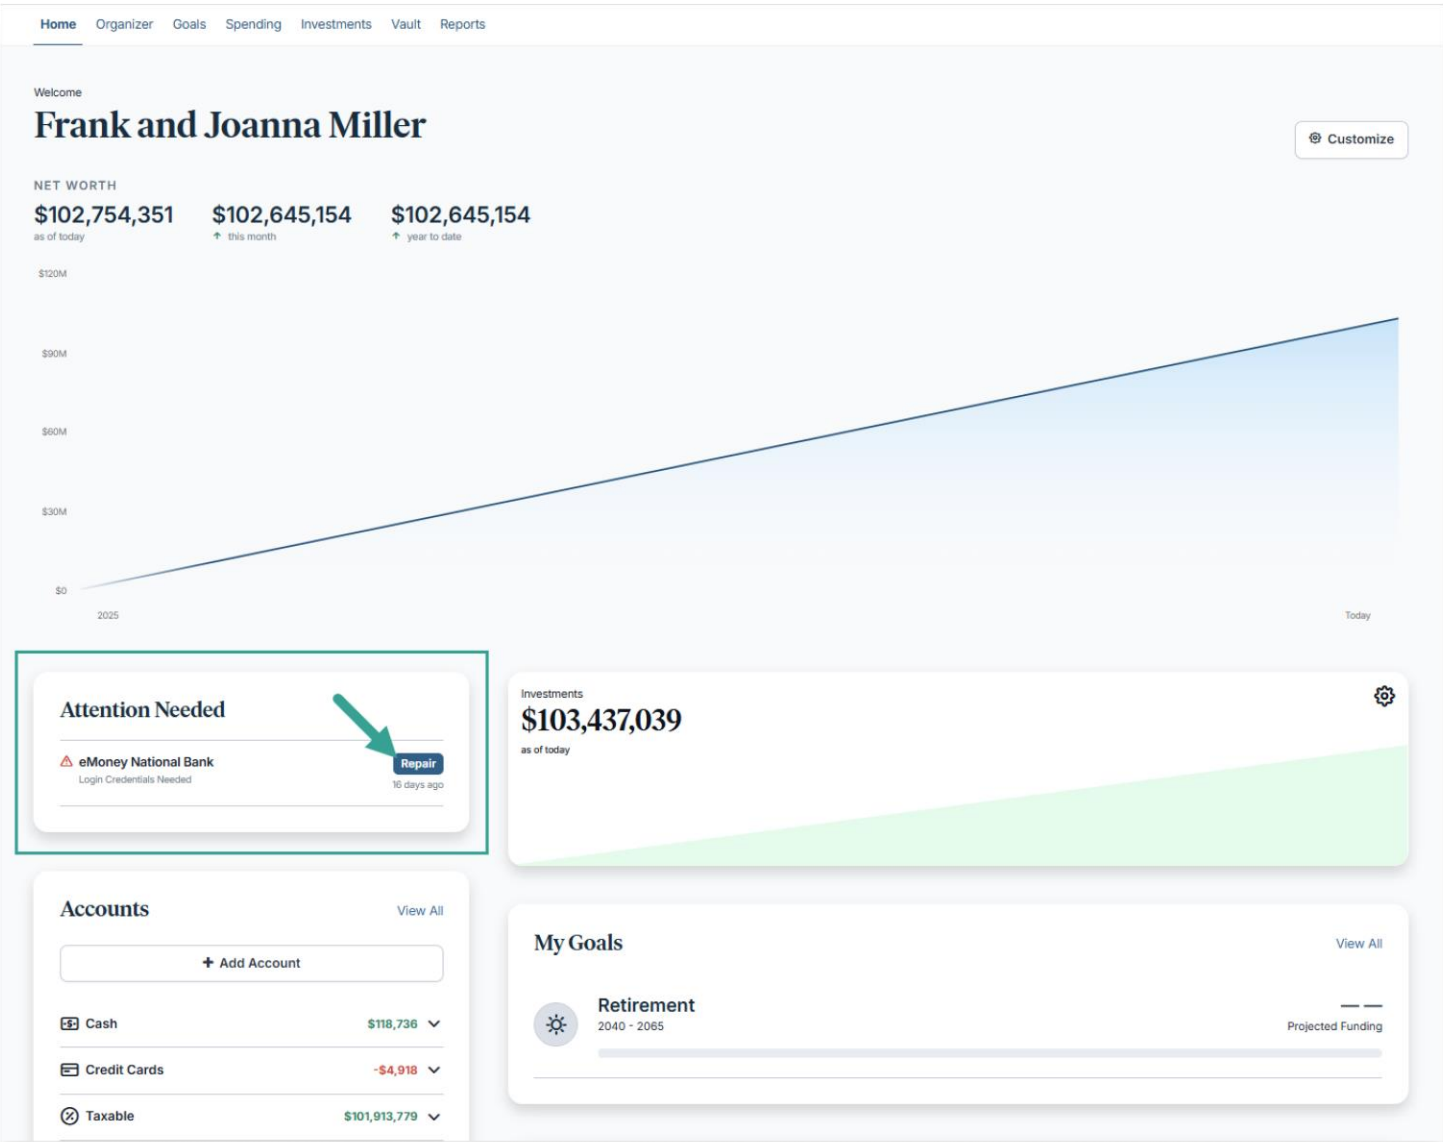 Home Organizer Goals Spending Investments Vault Reports
Welcome
Frank and Joanna Miller
Customize
NET WORTH
$102,754,351 $102,645,154 $102,645,154
as of today this month year to date
$120M
$90M
$60M
$30M
$0
2025 Today
Attention Needed
eMoney National Bank Repair
Login Credentials Needed 16 days ago
Investments
$103,437,039
as of today
Accounts View All
+ Add Account
Cash $118,736
Credit Cards -$4,918
Taxable $101,913,779
My Goals View All
Retirement — —
2040 - 2065 Projected Funding